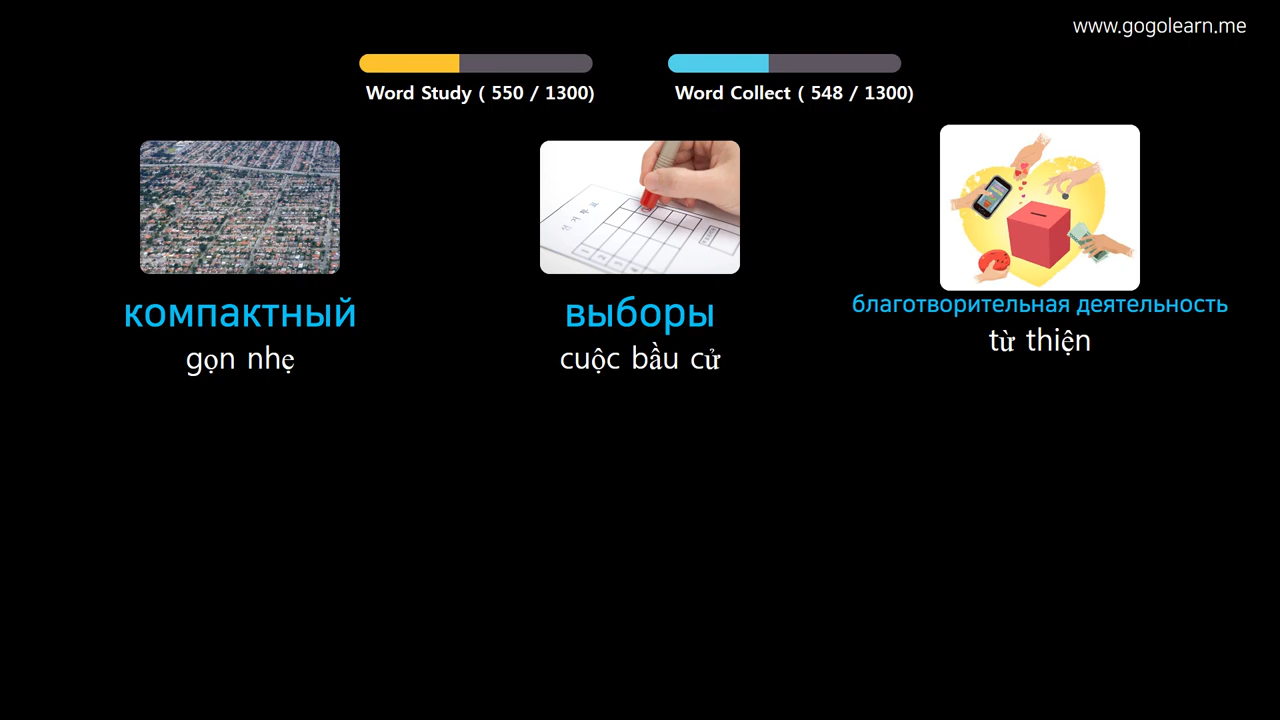 www.gogolearn.me
Word Study ( 550 / 1300)
Word Collect ( 548 / 1300)
компактный
gọn nhẹ
выборы
cuộc bầu cử
благотворительная деятельность
từ thiện